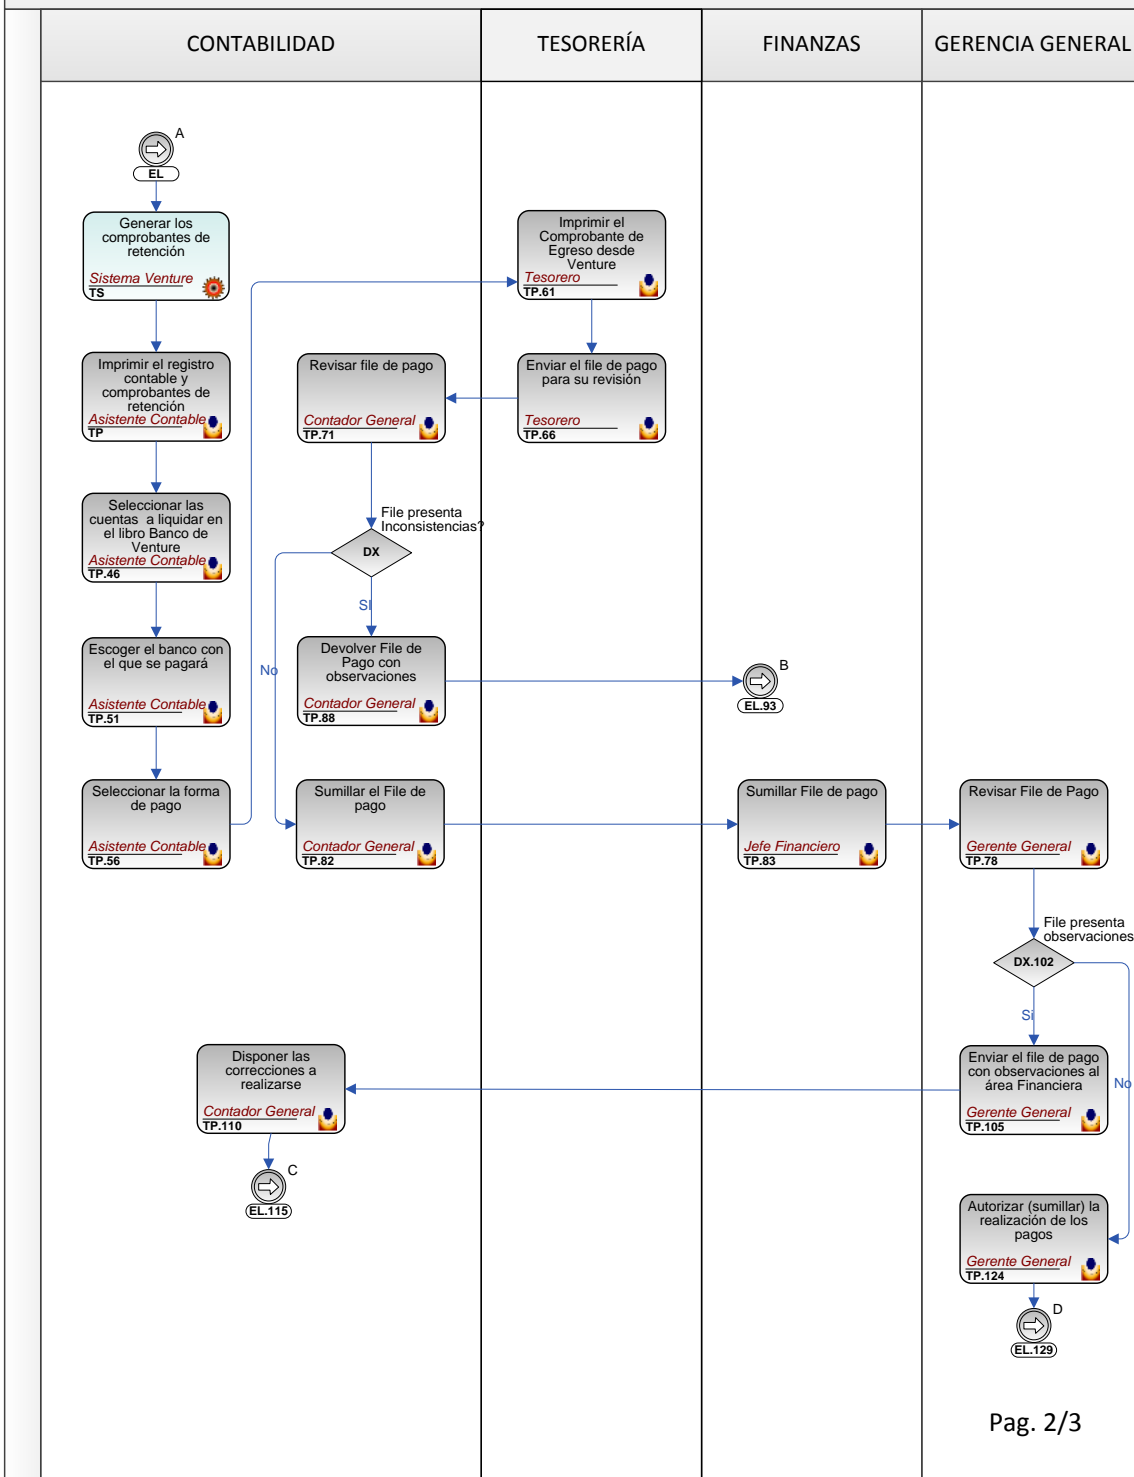 CONTABILIDAD
TESORERÍA
FINANZAS
GERENCIA GENERAL
A
EL
Generar los
comprobantes de
retención
Sistema Venture
TS
Imprimir el registro
contable y
comprobantes de
retención
Asistente Contable
TP
Seleccionar las
cuentas a liquidar en
el libro Banco de
Venture
Asistente Contable
TP.46
Escoger el banco con
el que se pagará
Asistente Contable
TP.51
Seleccionar la forma
de pago
Asistente Contable
TP.56
Imprimir el
Comprobante de
Egreso desde
Venture
Tesorero
TP.61
Enviar el file de pago
para su revisión
Tesorero
TP.66
Revisar file de pago
Contador General
TP.71
File presenta
Inconsistencias?
DX
SI
No
Devolver File de
Pago con
observaciones
Contador General
TP.88
B
EL.93
Sumillar el File de
pago
Contador General
TP.82
Sumillar File de pago
Jefe Financiero
TP.83
Revisar File de Pago
Gerente General
TP.78
File presenta
observaciones
DX.102
Si
No
Enviar el file de pago
con observaciones al
área Financiera
Gerente General
TP.105
Disponer las
correcciones a
realizarse
Contador General
TP.110
C
EL.115
Autorizar (sumillar) la
realización de los
pagos
Gerente General
TP.124
D
EL.129
Pag. 2/3